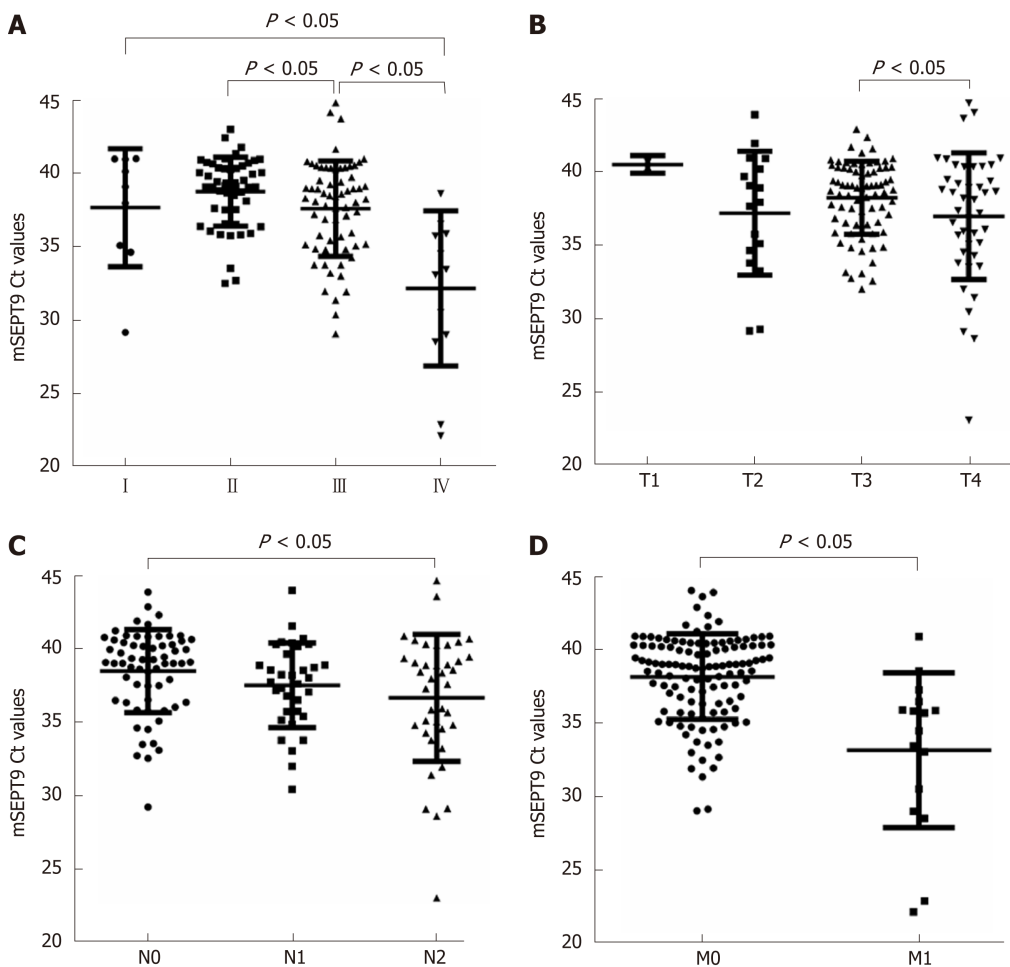 A
P < 0.05
P < 0.05
P < 0.05
mSEPT9 Ct values
45
40
35
30
25
20
I
II
III
IV
B
P < 0.05
mSEPT9 Ct values
45
40
35
30
25
20
T1
T2
T3
T4
C
P < 0.05
mSEPT9 Ct values
45
40
35
30
25
20
N0
N1
N2
D
P < 0.05
mSEPT9 Ct values
45
40
35
30
25
20
M0
M1